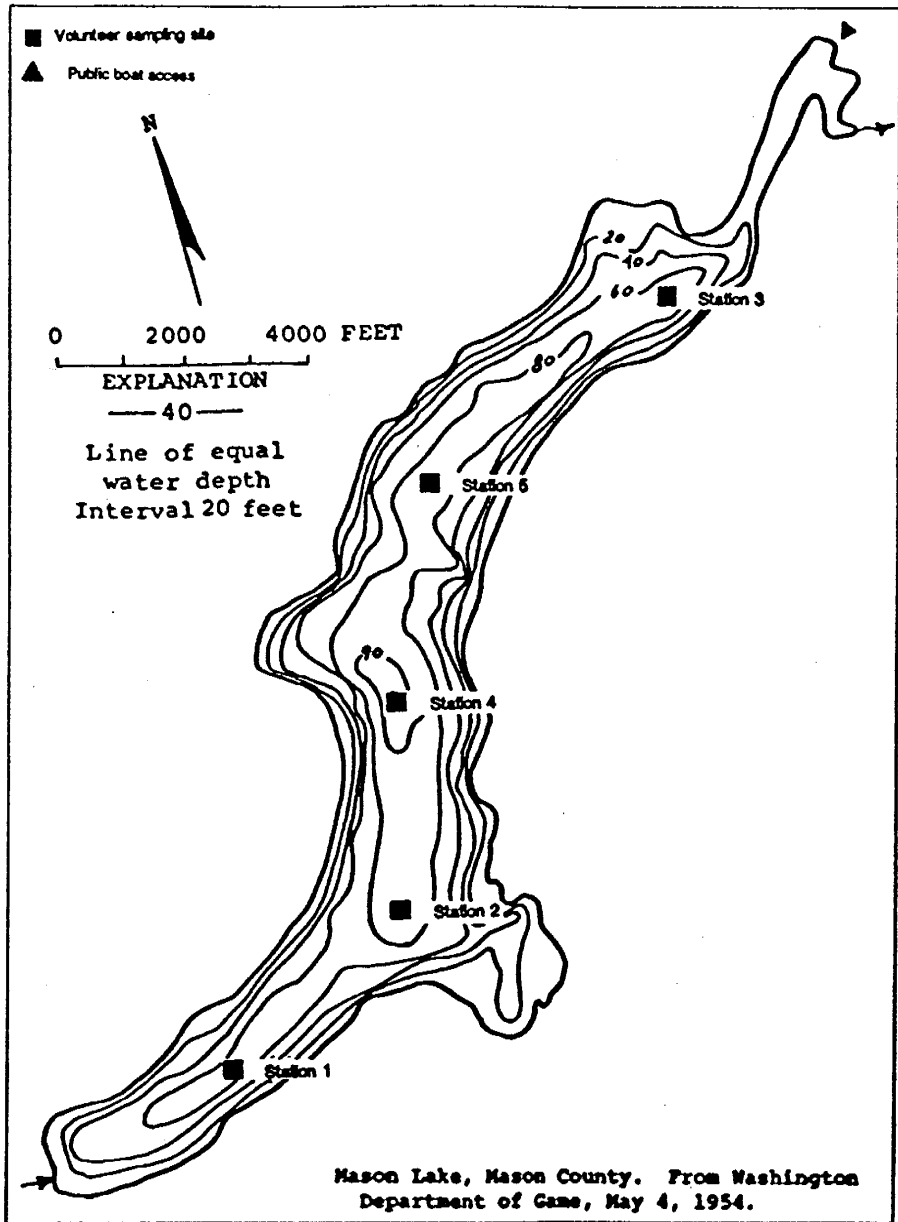 Volunteer sampling site
Public boat access
N
0 2000 4000 FEET
EXPLANATION
40
Line of equal
water depth
Interval 20 feet
20
40
60
Station 3
80
Station 5
90
Station 4
Station 2
Station 1
Mason Lake, Mason County. From Washington
Department of Game, May 4, 1954.